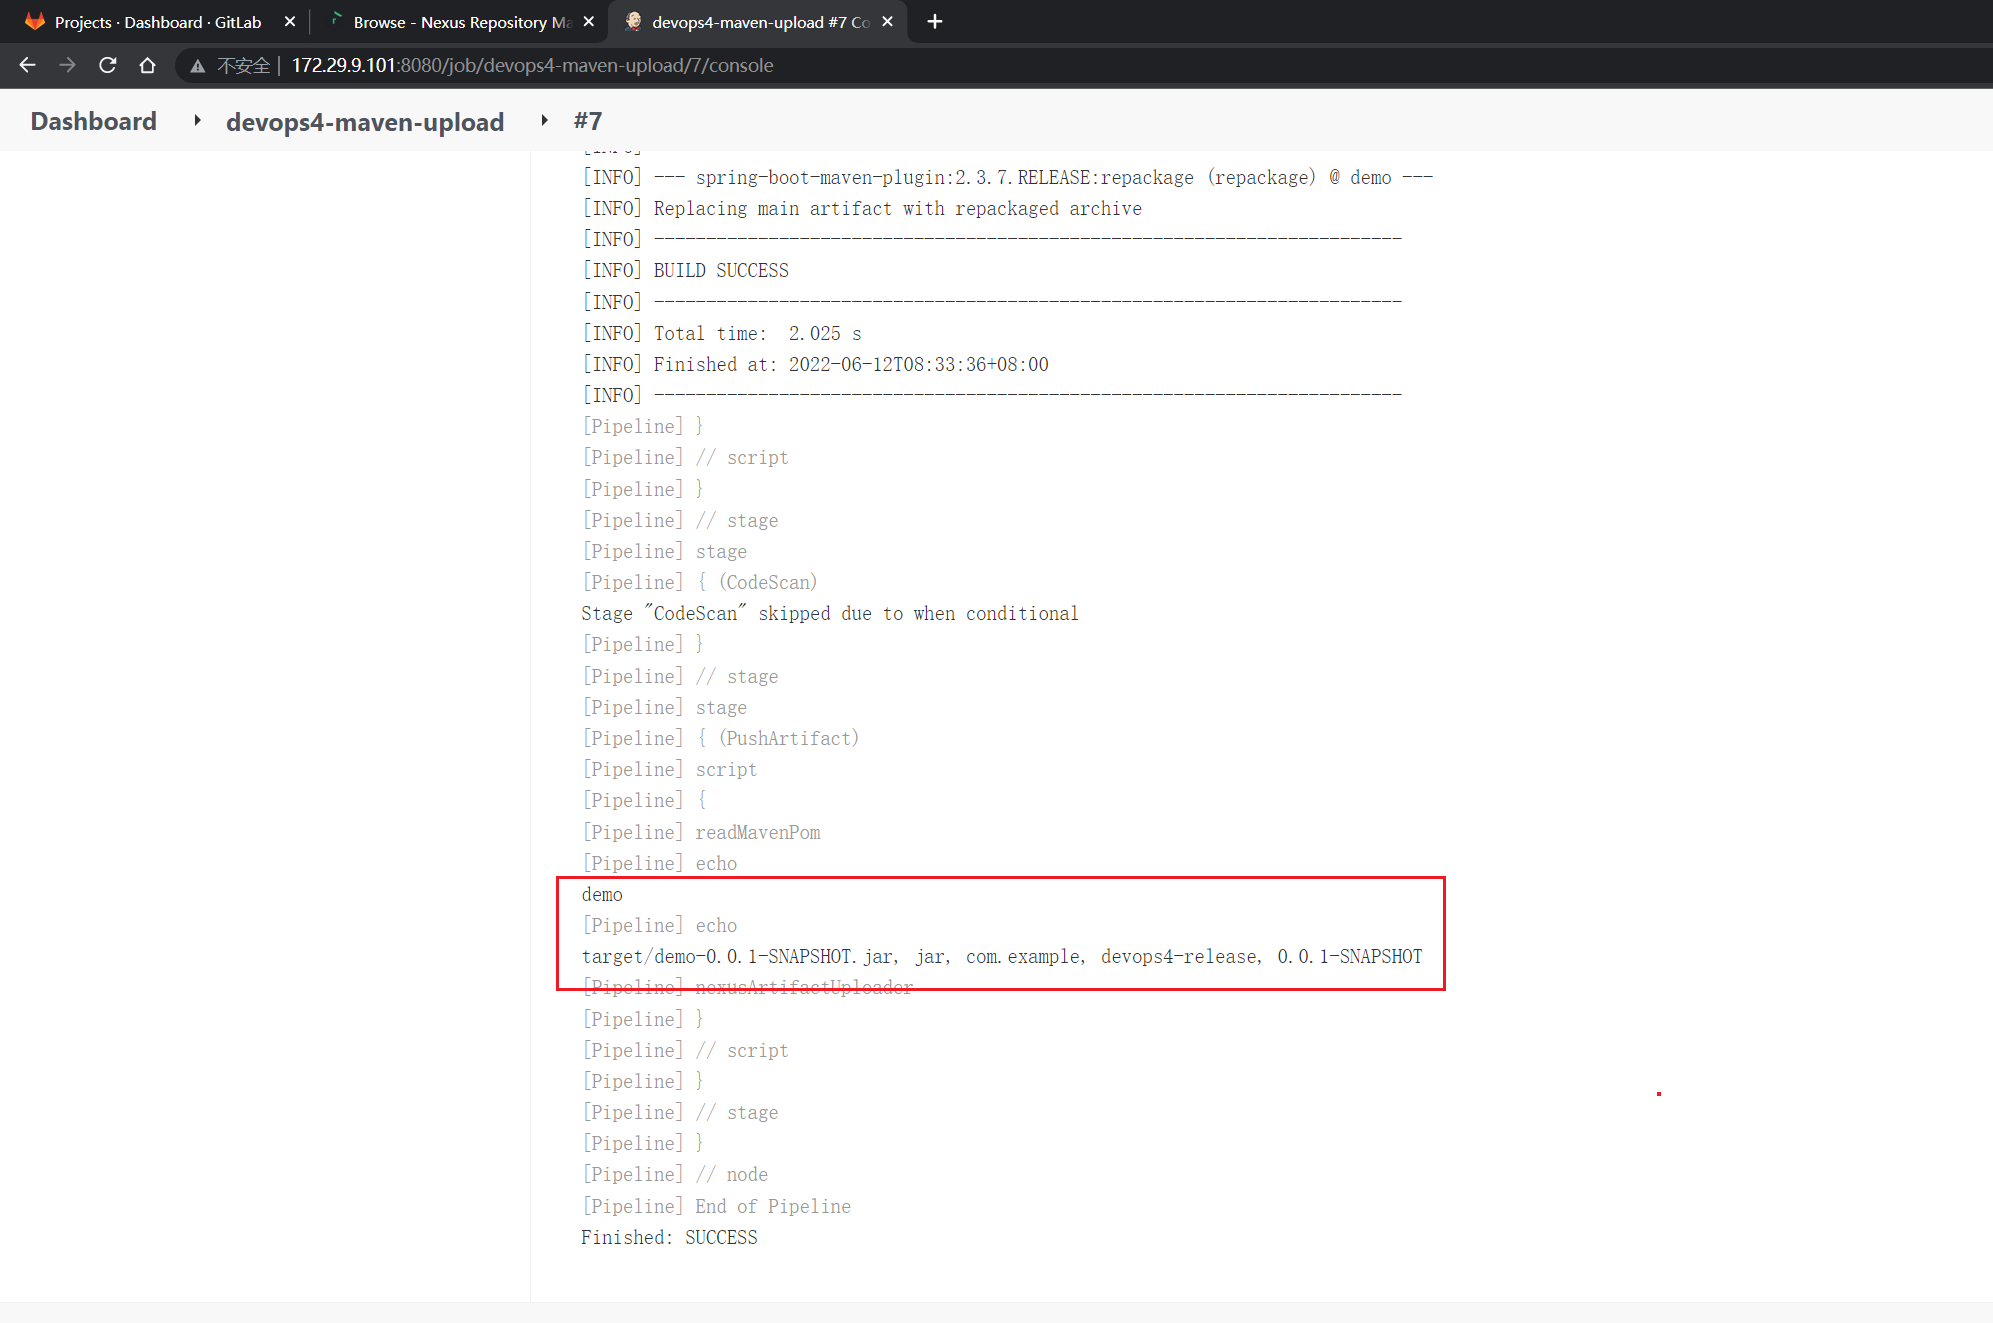 Projects · Dashboard · GitLab
Browse - Nexus Repository Ma
devops4-maven-upload #7 Co
不安全
172.29.9.101:8080/job/devops4-maven-upload/7/console
Dashboard
devops4-maven-upload
#7
[INFO]
[INFO] --- spring-boot-maven-plugin:2.3.7.RELEASE:repackage (repackage) @ demo ---
[INFO] Replacing main artifact with repackaged archive
[INFO] ------------------------------------------------------------------------
[INFO] BUILD SUCCESS
[INFO] ------------------------------------------------------------------------
[INFO] Total time:  2.025 s
[INFO] Finished at: 2022-06-12T08:33:36+08:00
[INFO] ------------------------------------------------------------------------
[Pipeline] }
[Pipeline] // script
[Pipeline] }
[Pipeline] // stage
[Pipeline] stage
[Pipeline] { (CodeScan)
Stage "CodeScan" skipped due to when conditional
[Pipeline] }
[Pipeline] // stage
[Pipeline] stage
[Pipeline] { (PushArtifact)
[Pipeline] script
[Pipeline] {
[Pipeline] readMavenPom
[Pipeline] echo
demo
[Pipeline] echo
target/demo-0.0.1-SNAPSHOT.jar, jar, com.example, devops4-release, 0.0.1-SNAPSHOT
[Pipeline] nexusArtifactUploader
[Pipeline] }
[Pipeline] // script
[Pipeline] }
[Pipeline] // stage
[Pipeline] }
[Pipeline] // node
[Pipeline] End of Pipeline
Finished: SUCCESS